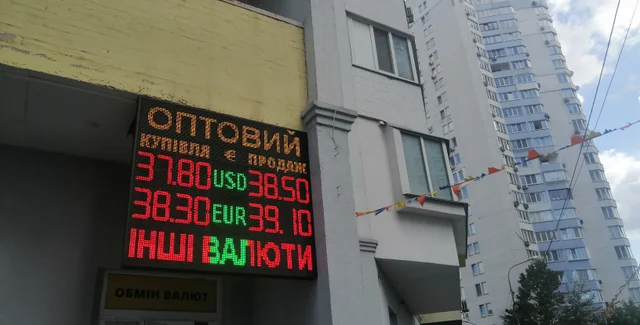 ОПТОВИЙ
КУПІВЛЯ Є ПРОДАЖ
37.80 USD 38.50
38.30 EUR 39.10
ІНШІ ВАЛЮТИ
ОБМІН ВАЛЮТ